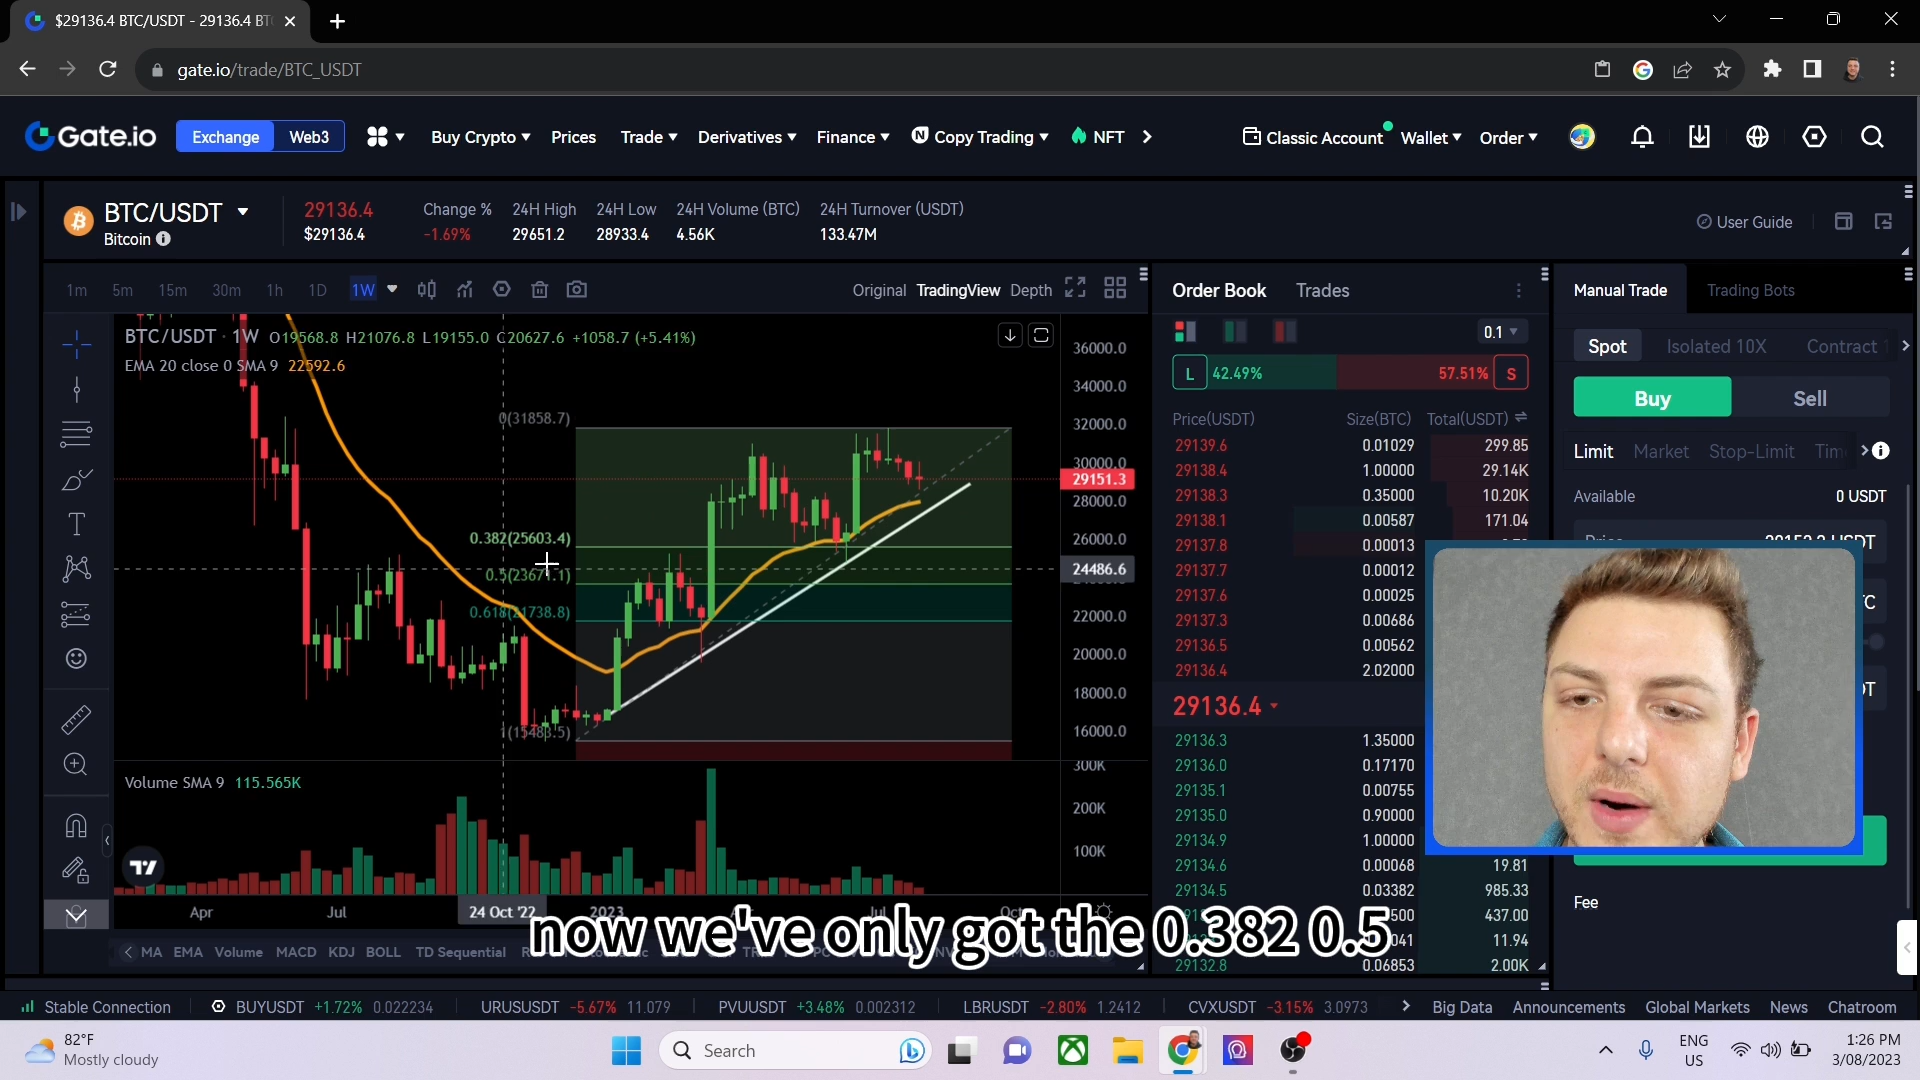 $29136.4 BTC/USDT - 29136.4 BT
gate.io/trade/BTC_USDT
Gate.io
Exchange Web3
Buy Crypto Prices Trade Derivatives Finance Copy Trading NFT
Classic Account Wallet Order
BTC/USDT
Bitcoin
29136.4
$29136.4
Change %
-1.69%
24H High
29651.2
24H Low
28933.4
24H Volume (BTC)
4.56K
24H Turnover (USDT)
133.47M
User Guide
1m 5m 15m 30m 1h 1D 1W
Original TradingView Depth
BTC/USDT · 1W O19568.8 H21076.8 L19155.0 C20627.6 +1058.7 (+5.41%)
EMA 20 close 0 SMA 9 22592.6
0(31858.7)
0.382(25603.4)
0.5(23671.1)
0.618(21738.8)
1(15483.5)
36000.0
34000.0
32000.0
30000.0
29151.3
28000.0
26000.0
24486.6
22000.0
20000.0
18000.0
16000.0
Volume SMA 9 115.565K
300K
200K
100K
Apr Jul 24 Oct '22 2023 Jul Oct
MA EMA Volume MACD KDJ BOLL TD Sequential
Order Book Trades
0.1
L 42.49% 57.51% S
Price(USDT) Size(BTC) Total(USDT)
29139.6 0.01029 299.85
29138.4 1.00000 29.14K
29138.3 0.35000 10.20K
29138.1 0.00587 171.04
29137.8 0.00013
29137.7 0.00012
29137.6 0.00025
29137.3 0.00686
29136.5 0.00562
29136.4 2.02000
29136.4
29136.3 1.35000
29136.0 0.17170
29135.1 0.00755
29135.0 0.90000
29134.9 1.00000
29134.6 0.00068 19.81
29134.5 0.03382 985.33
500 437.00
041 11.94
29132.8 0.06853 2.00K
Manual Trade Trading Bots
Spot Isolated 10X Contract
Buy Sell
Limit Market Stop-Limit Tim
Available 0 USDT
Fee
now we've only got the 0.382 0.5
Stable Connection
BUYUSDT +1.72% 0.022234
URUSUSDT -5.67% 11.079
PVUUSDT +3.48% 0.002312
LBRUSDT -2.80% 1.2412
CVXUSDT -3.15% 3.0973
Big Data Announcements Global Markets News Chatroom
82°F
Mostly cloudy
Search
ENG
US
1:26 PM
3/08/2023